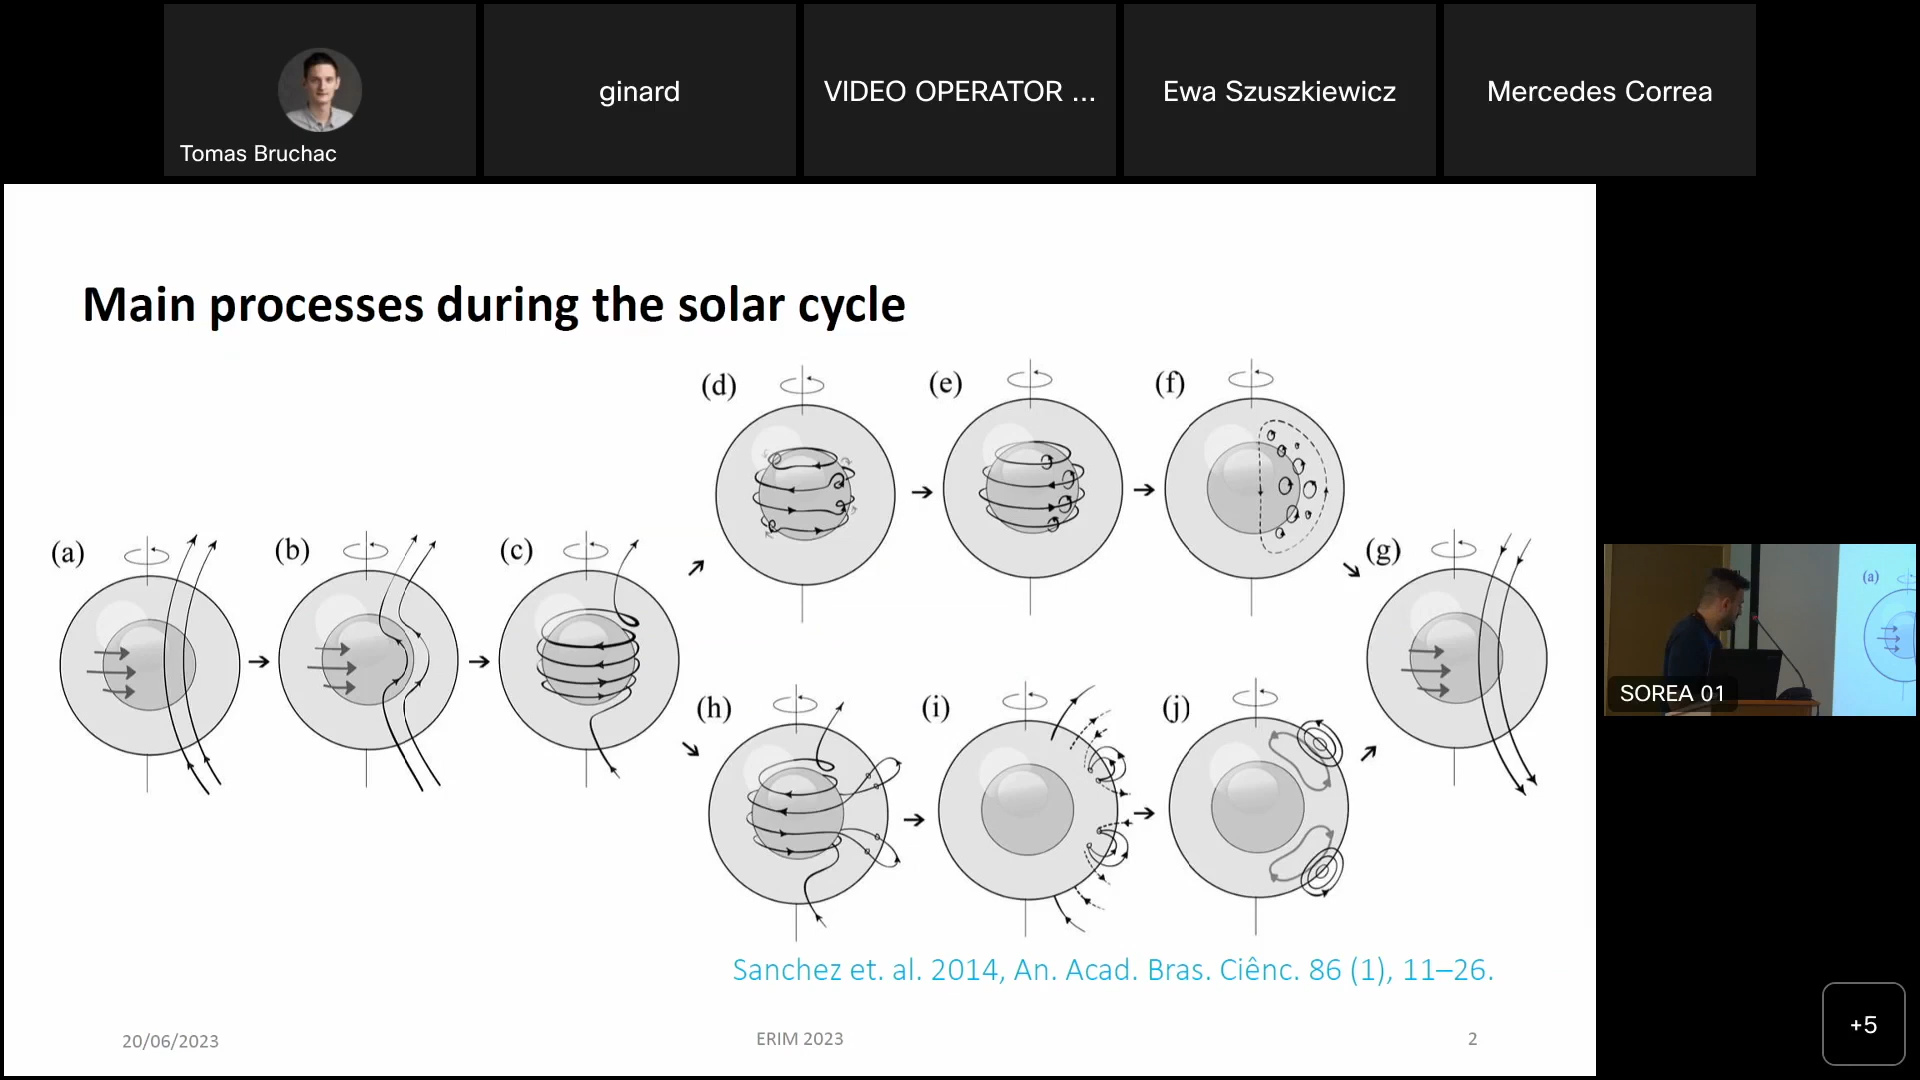 Tomas Bruchac
ginard
VIDEO OPERATOR ...
Ewa Szuszkiewicz
Mercedes Correa
Main processes during the solar cycle
(a)
(b)
(c)
(d)
(e)
(f)
(g)
(h)
(i)
(j)
Sanchez et. al. 2014, An. Acad. Bras. Ciênc. 86 (1), 11–26.
20/06/2023
ERIM 2023
2
(a)
SOREA 01
+5